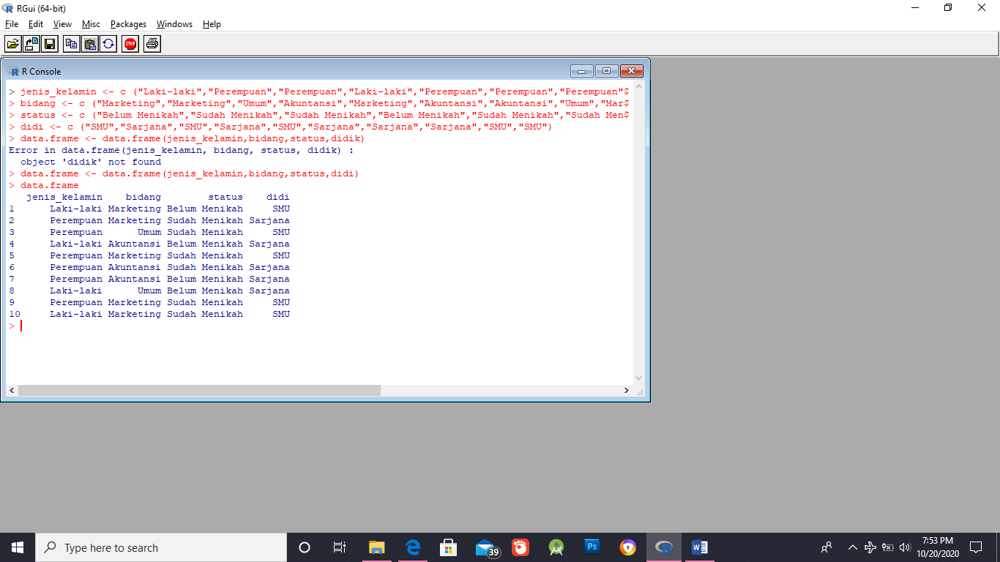 RGui (64-bit)
File Edit View Misc Packages Windows Help
STOP
R Console
> jenis_kelamin <- c ("Laki-laki","Perempuan","Perempuan","Laki-laki","Perempuan","Perempuan","Perempuan"$
> bidang <- c ("Marketing","Marketing","Umum","Akuntansi","Marketing","Akuntansi","Akuntansi","Umum","Mar$
> status <- c ("Belum Menikah","Sudah Menikah","Sudah Menikah","Belum Menikah","Sudah Menikah","Sudah Men$
> didi <- c ("SMU","Sarjana","SMU","Sarjana","SMU","Sarjana","Sarjana","Sarjana","SMU","SMU")
> data.frame <- data.frame(jenis_kelamin,bidang,status,didik)
Error in data.frame(jenis_kelamin, bidang, status, didik) :
  object 'didik' not found
> data.frame <- data.frame(jenis_kelamin,bidang,status,didi)
> data.frame
   jenis_kelamin    bidang        status    didi
1      Laki-laki Marketing Belum Menikah     SMU
2      Perempuan Marketing Sudah Menikah Sarjana
3      Perempuan      Umum Sudah Menikah     SMU
4      Laki-laki Akuntansi Belum Menikah Sarjana
5      Perempuan Marketing Sudah Menikah     SMU
6      Perempuan Akuntansi Sudah Menikah Sarjana
7      Perempuan Akuntansi Belum Menikah Sarjana
8      Laki-laki      Umum Belum Menikah Sarjana
9      Perempuan Marketing Sudah Menikah     SMU
10     Laki-laki Marketing Sudah Menikah     SMU
>
Type here to search
39
Ps
7:53 PM
10/20/2020